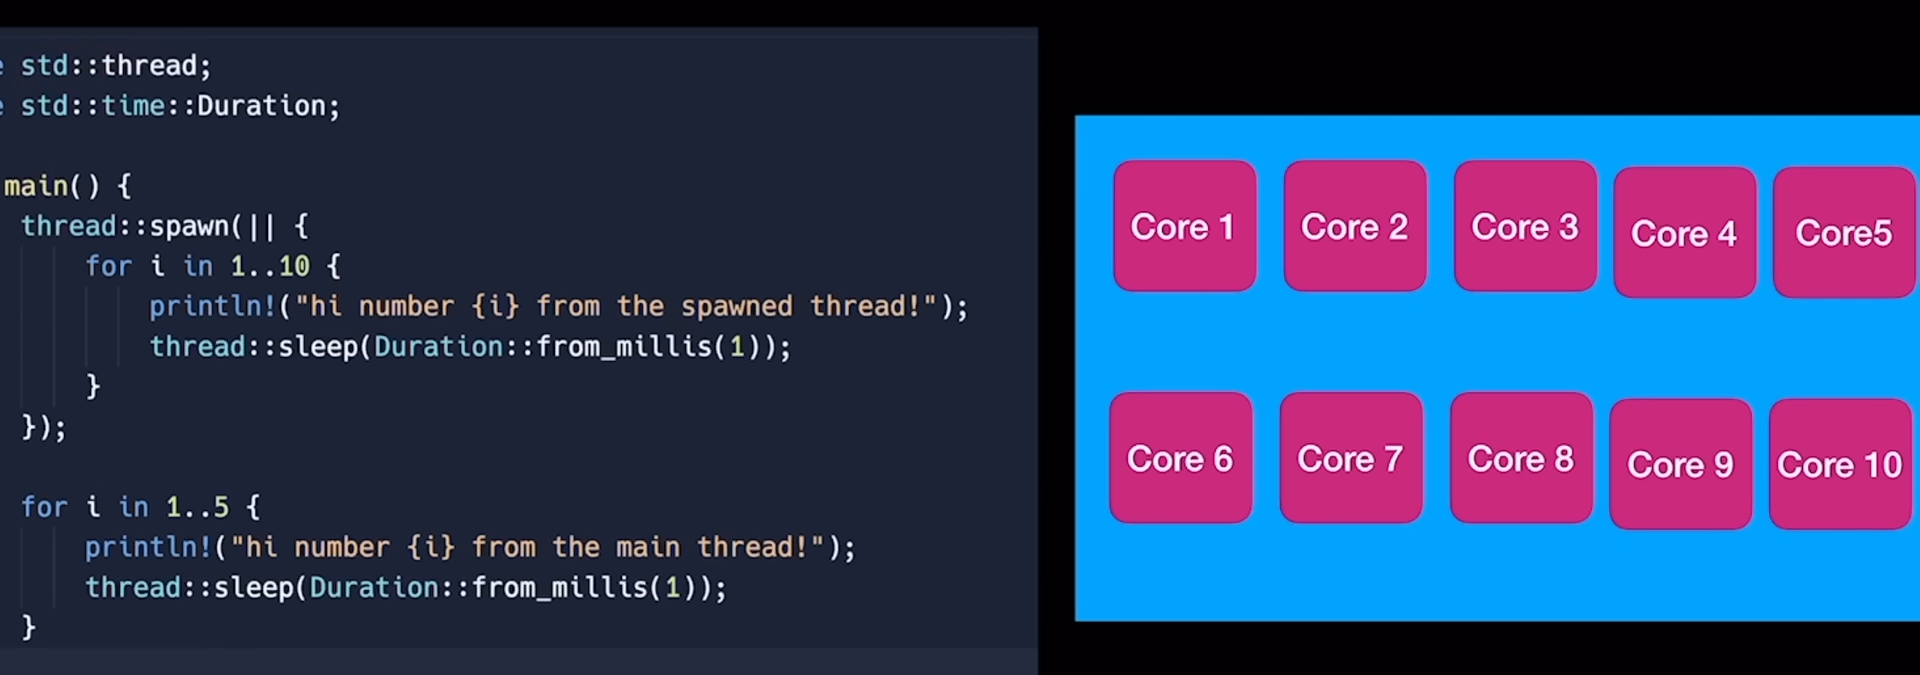 e std::thread;
e std::time::Duration;
main() {
thread::spawn(|| {
for i in 1..10 {
println!("hi number {i} from the spawned thread!");
thread::sleep(Duration::from_millis(1));
}
});
for i in 1..5 {
println!("hi number {i} from the main thread!");
thread::sleep(Duration::from_millis(1));
}
Core 1 Core 2 Core 3 Core 4 Core5
Core 6 Core 7 Core 8 Core 9 Core 10